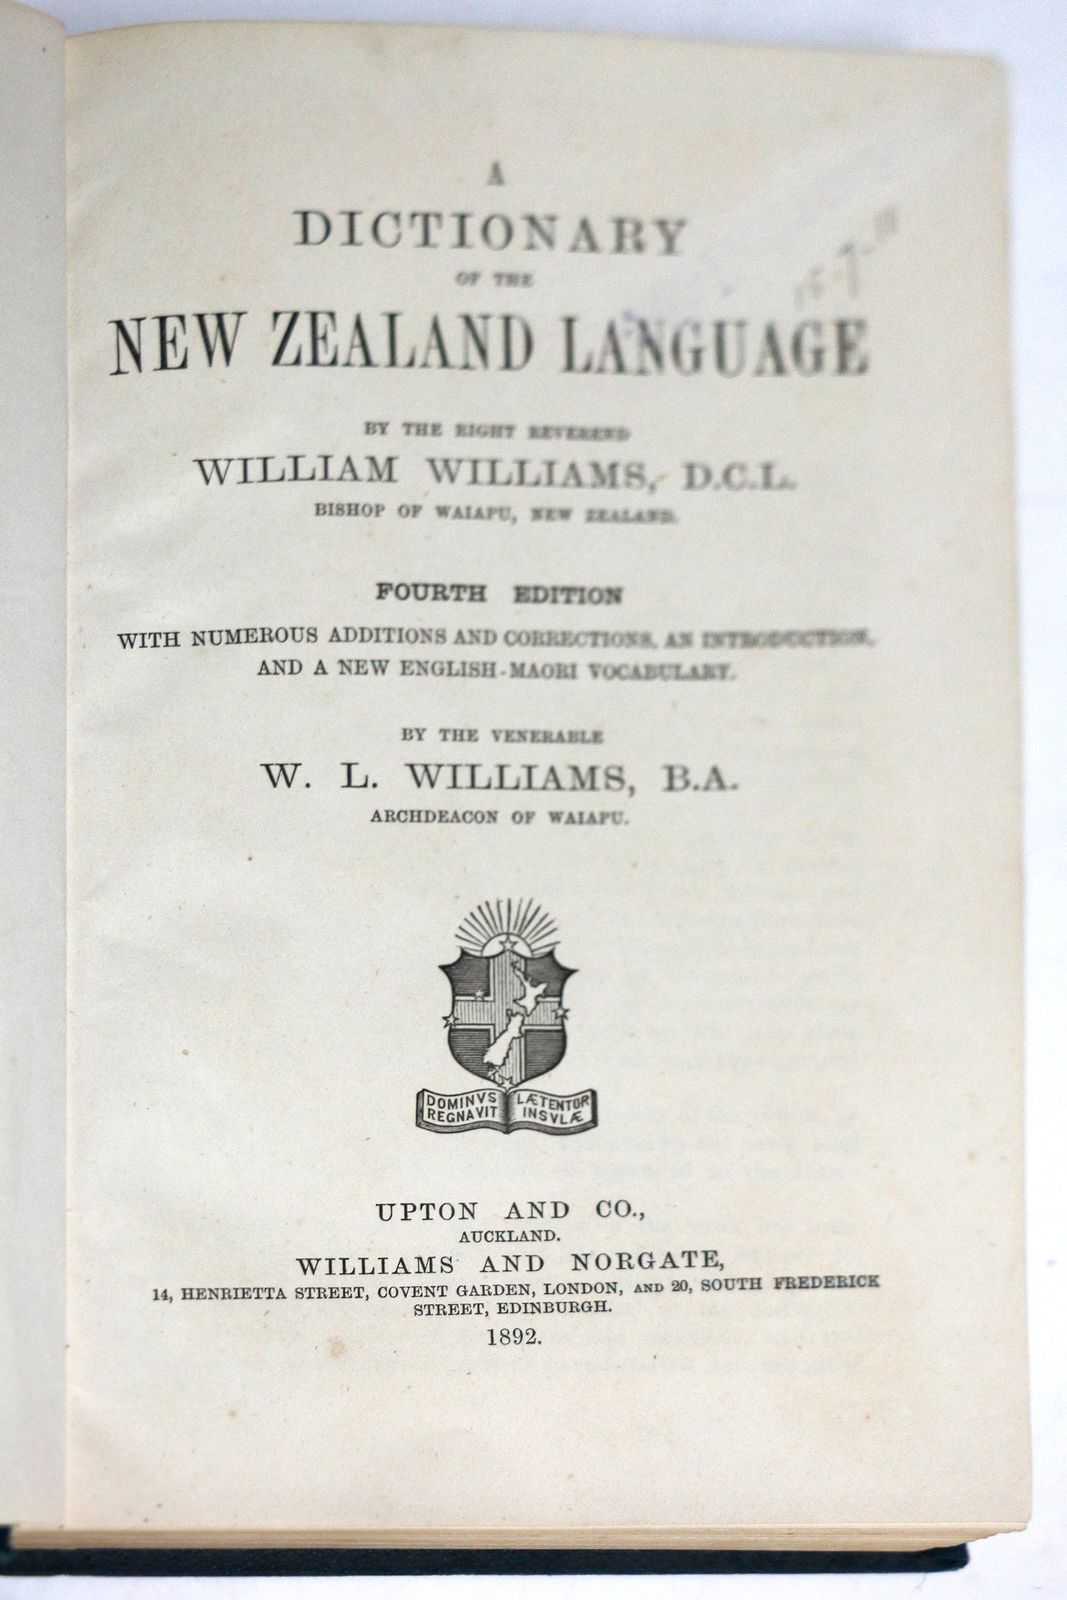 A
DICTIONARY
OF THE
NEW ZEALAND LANGUAGE
BY THE RIGHT REVEREND
WILLIAM WILLIAMS, D.C.L.
BISHOP OF WAIAPU, NEW ZEALAND.
FOURTH EDITION
WITH NUMEROUS ADDITIONS AND CORRECTIONS, AN INTRODUCTION,
AND A NEW ENGLISH-MAORI VOCABULARY.
BY THE VENERABLE
W. L. WILLIAMS, B.A.
ARCHDEACON OF WAIAPU.
DOMINVS LÆTENTOR
REGNAVIT INSVLÆ
UPTON AND CO.,
AUCKLAND.
WILLIAMS AND NORGATE,
14, HENRIETTA STREET, COVENT GARDEN, LONDON, AND 20, SOUTH FREDERICK
STREET, EDINBURGH.
1892.